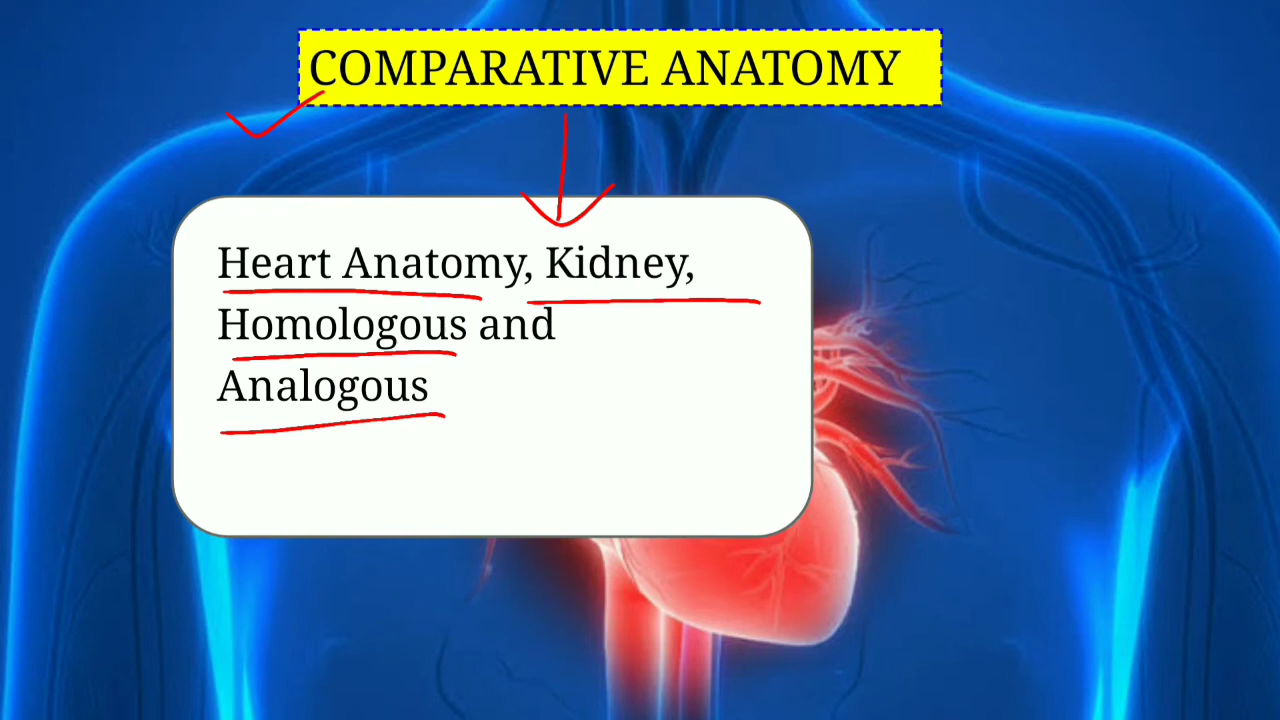 COMPARATIVE ANATOMY
Heart Anatomy, Kidney,
Homologous and
Analogous